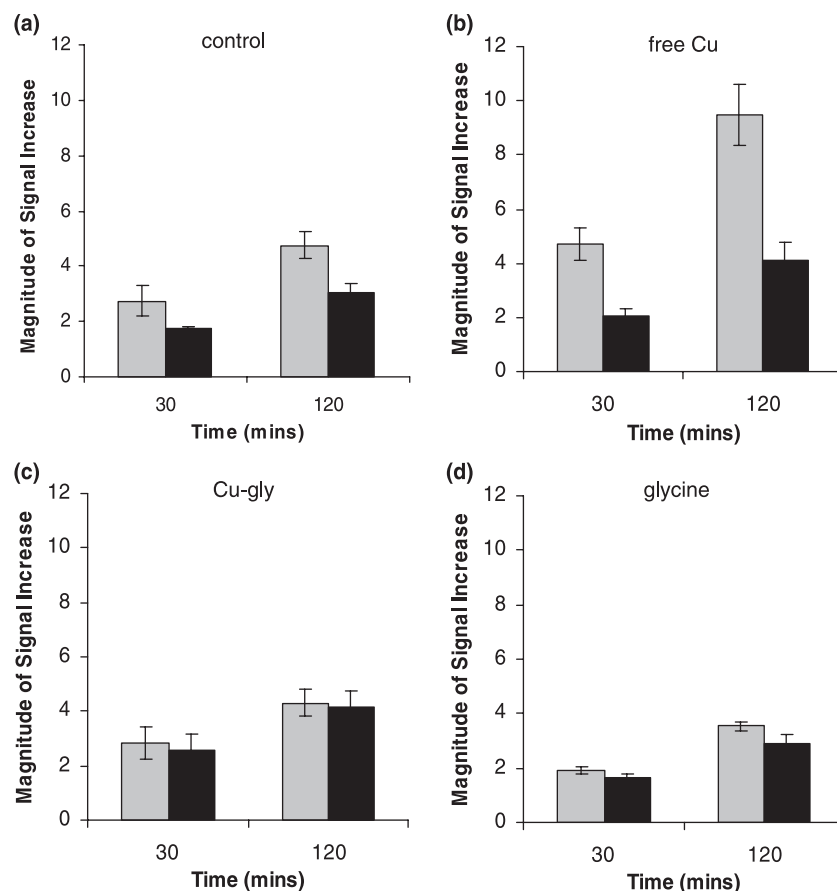 (a)
control
Magnitude of Signal Increase
12
10
8
6
4
2
0
30
120
Time (mins)
(b)
free Cu
Magnitude of Signal Increase
12
10
8
6
4
2
0
30
120
Time (mins)
(c)
Cu-gly
Magnitude of Signal Increase
12
10
8
6
4
2
0
30
120
Time (mins)
(d)
glycine
Magnitude of Signal Increase
12
10
8
6
4
2
0
30
120
Time (mins)